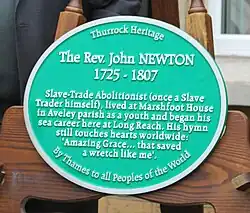 Thurrock Heritage
The Rev. John NEWTON
1725 - 1807
Slave-Trade Abolitionist (once a Slave
Trader himself), lived at Marshfoot House
in Aveley parish as a youth and began his
sea career here at Long Reach. His hymn
still touches hearts worldwide:
'Amazing Grace... that saved
a wretch like me'.
By Thames to all Peoples of the World